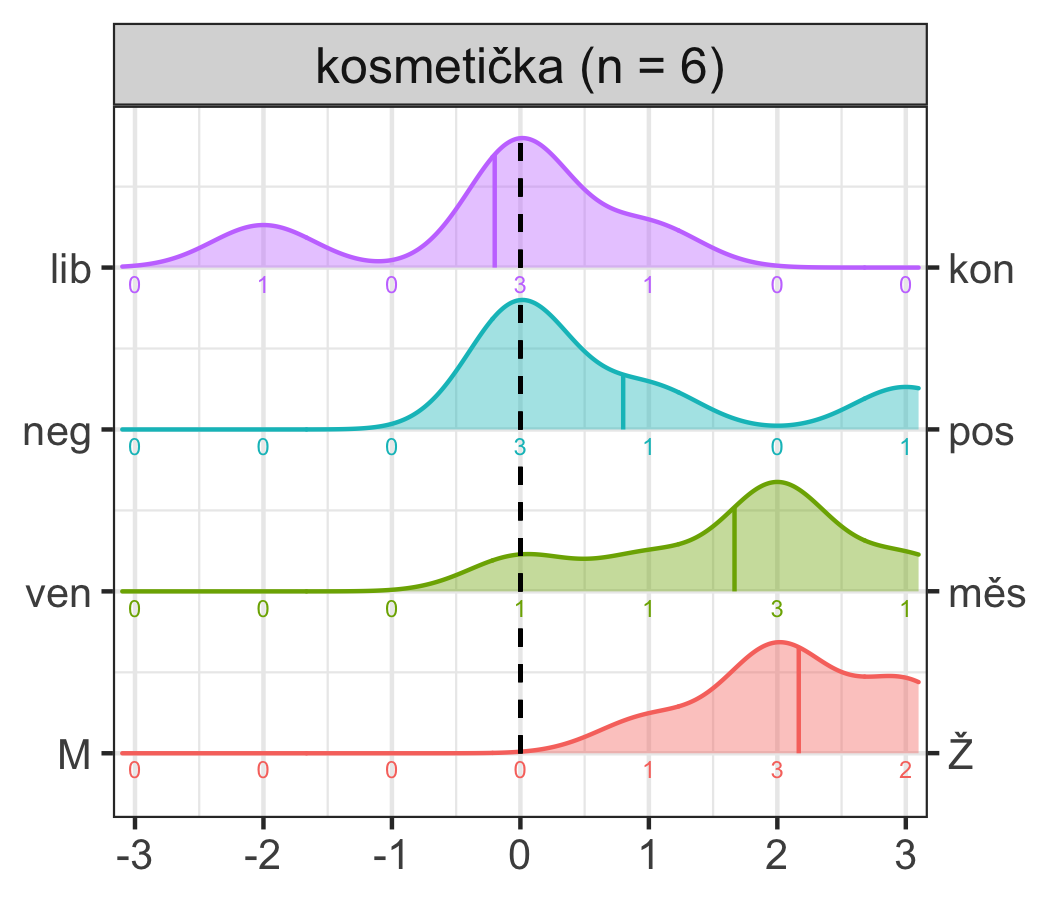 kosmetička (n = 6)
lib kon
0 1 0 3 1 0 0
neg pos
0 0 0 3 1 0 1
ven měs
0 0 0 1 1 3 1
M Ž
0 0 0 0 1 3 2
-3 -2 -1 0 1 2 3